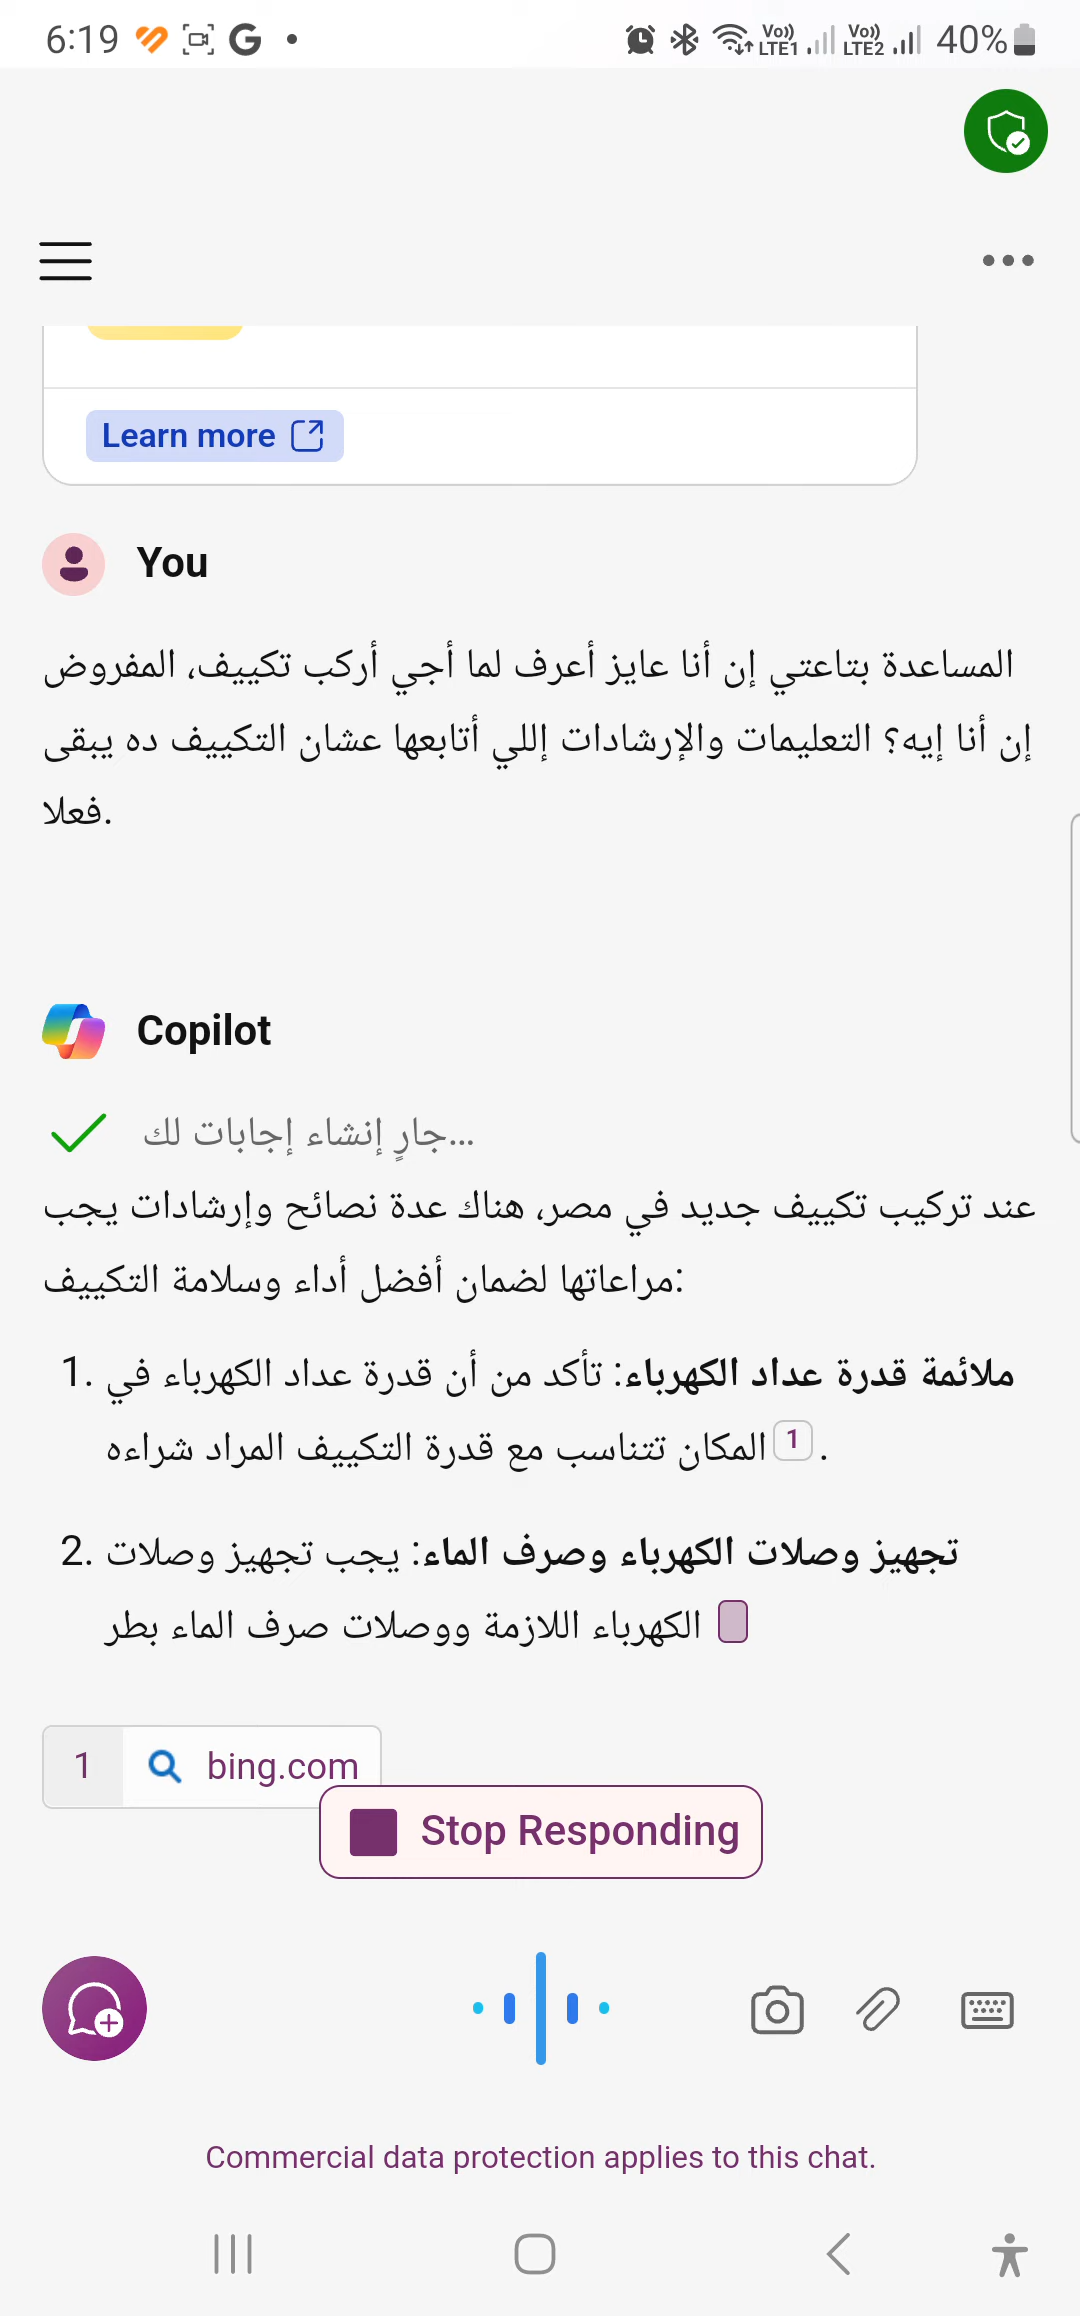 6:19
Vo)) LTE1
Vo)) LTE2
40%
Learn more
You
المساعدة بتاعتي إن أنا عايز أعرف لما أجي أركب تكييف، المفروض
إن أنا إيه؟ التعليمات والإرشادات إللي أتابعها عشان التكييف ده يبقى
فعلا.
Copilot
جارٍ إنشاء إجابات لك...
عند تركيب تكييف جديد في مصر، هناك عدة نصائح وإرشادات يجب
مراعاتها لضمان أفضل أداء وسلامة التكييف:
1. ملائمة قدرة عداد الكهرباء: تأكد من أن قدرة عداد الكهرباء في
المكان تتناسب مع قدرة التكييف المراد شراءه 1.
2. تجهيز وصلات الكهرباء وصرف الماء: يجب تجهيز وصلات
الكهرباء اللازمة ووصلات صرف الماء بطر
1 bing.com
Stop Responding
Commercial data protection applies to this chat.